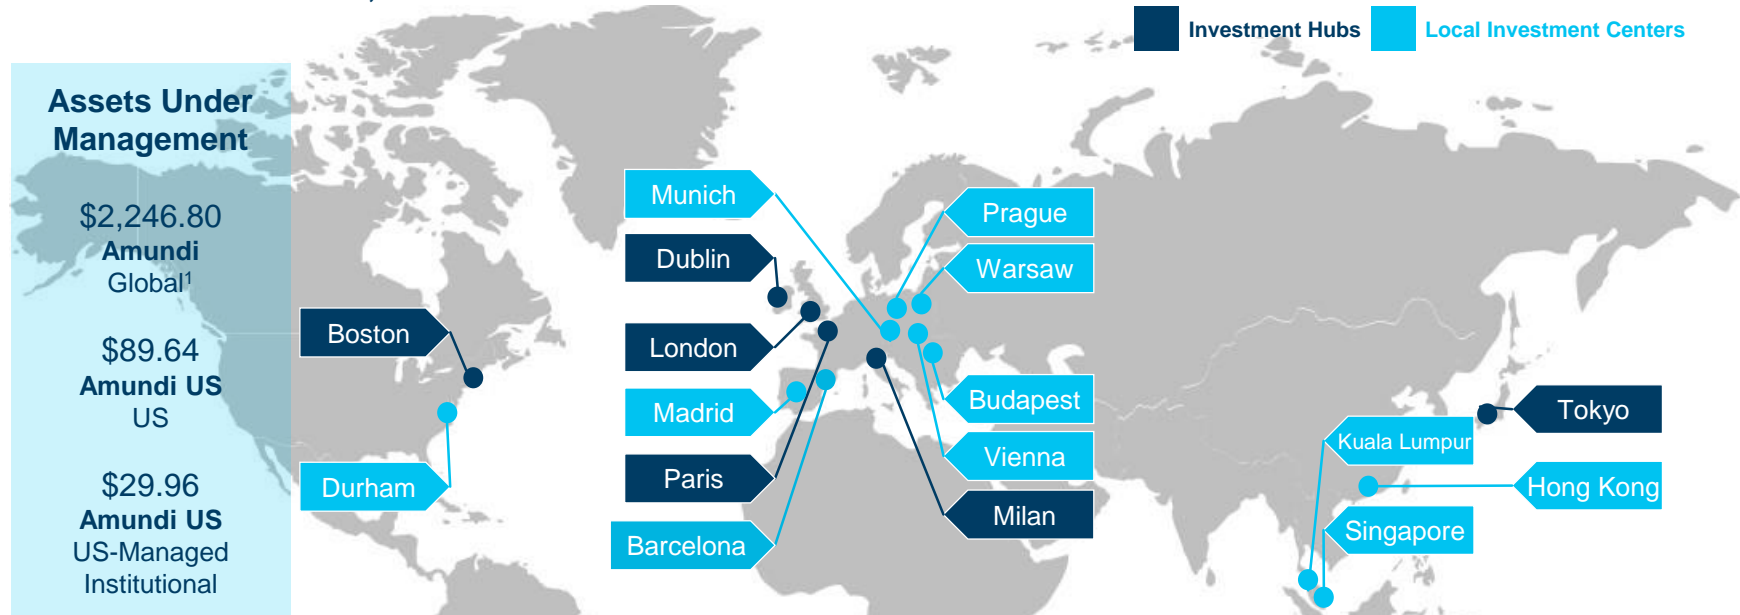 Investment Hubs
Local Investment Centers
Assets Under
Management
$2,246.80
Amundi
Global¹
$89.64
Amundi US
US
$29.96
Amundi US
US-Managed
Institutional
Boston
Durham
Munich
Dublin
London
Madrid
Paris
Barcelona
Prague
Warsaw
Budapest
Vienna
Milan
Tokyo
Kuala Lumpur
Hong Kong
Singapore